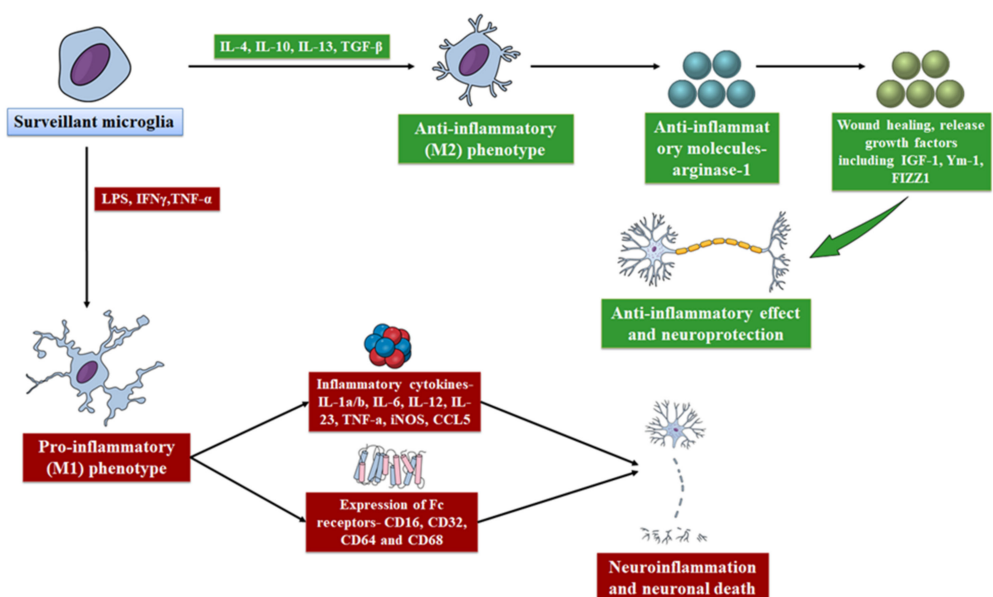 IL-4, IL-10, IL-13, TGF-β
Surveillant microglia
Anti-inflammatory
(M2) phenotype
Anti-inflammat
ory molecules-
arginase-1
Wound healing, release
growth factors
including IGF-1, Ym-1,
FIZZ1
LPS, IFNγ,TNF-α
Anti-inflammatory effect
and neuroprotection
Pro-inflammatory
(M1) phenotype
Inflammatory cytokines-
IL-1a/b, IL-6, IL-12, IL-
23, TNF-a, iNOS, CCL5
Expression of Fc
receptors- CD16, CD32,
CD64 and CD68
Neuroinflammation
and neuronal death